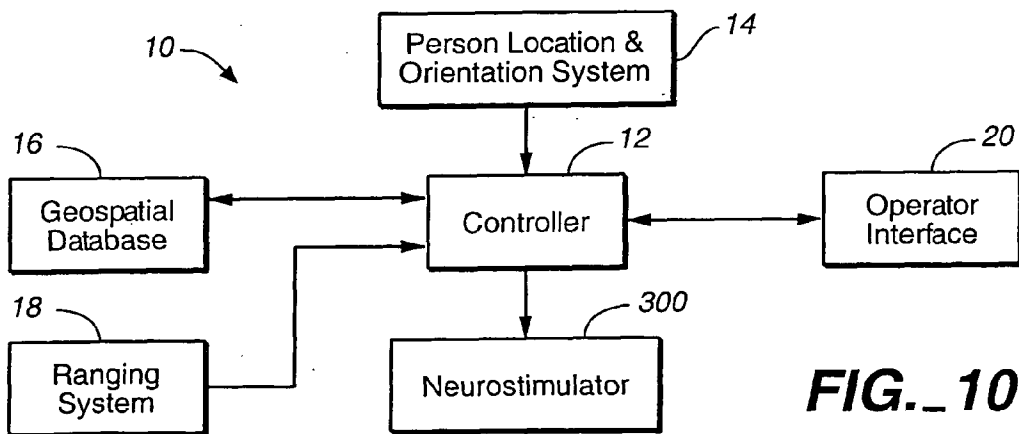 10
Person Location &
Orientation System
14
16
Geospatial
Database
12
Controller
20
Operator
Interface
18
Ranging
System
300
Neurostimulator
FIG._10